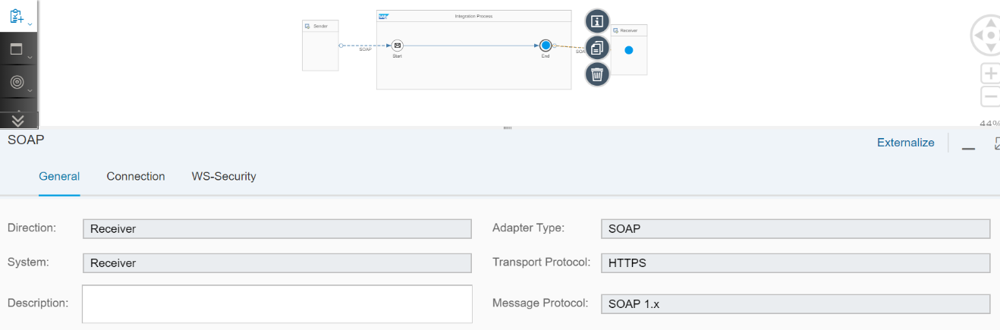 SAP
Integration Process
Sender
Receiver
SOAP
Start
End
SOA
44%
SOAP
Externalize
General
Connection
WS-Security
Direction:
Receiver
Adapter Type:
SOAP
System:
Receiver
Transport Protocol:
HTTPS
Description:
Message Protocol:
SOAP 1.x